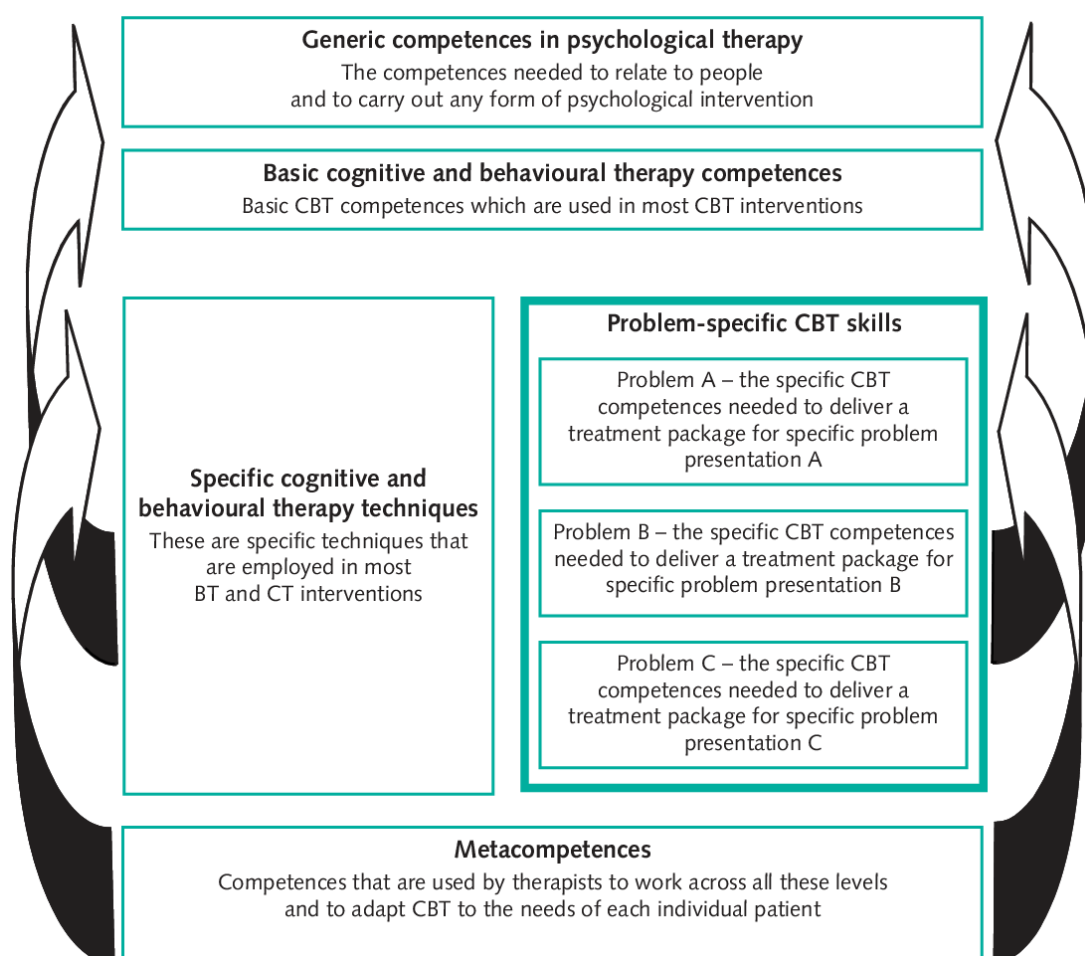 Generic competences in psychological therapy
The competences needed to relate to people
and to carry out any form of psychological intervention
Basic cognitive and behavioural therapy competences
Basic CBT competences which are used in most CBT interventions
Specific cognitive and
behavioural therapy techniques
These are specific techniques that
are employed in most
BT and CT interventions
Problem-specific CBT skills
Problem A – the specific CBT
competences needed to deliver a
treatment package for specific problem
presentation A
Problem B – the specific CBT competences
needed to deliver a treatment package for
specific problem presentation B
Problem C – the specific CBT
competences needed to deliver a
treatment package for specific problem
presentation C
Metacompetences
Competences that are used by therapists to work across all these levels
and to adapt CBT to the needs of each individual patient